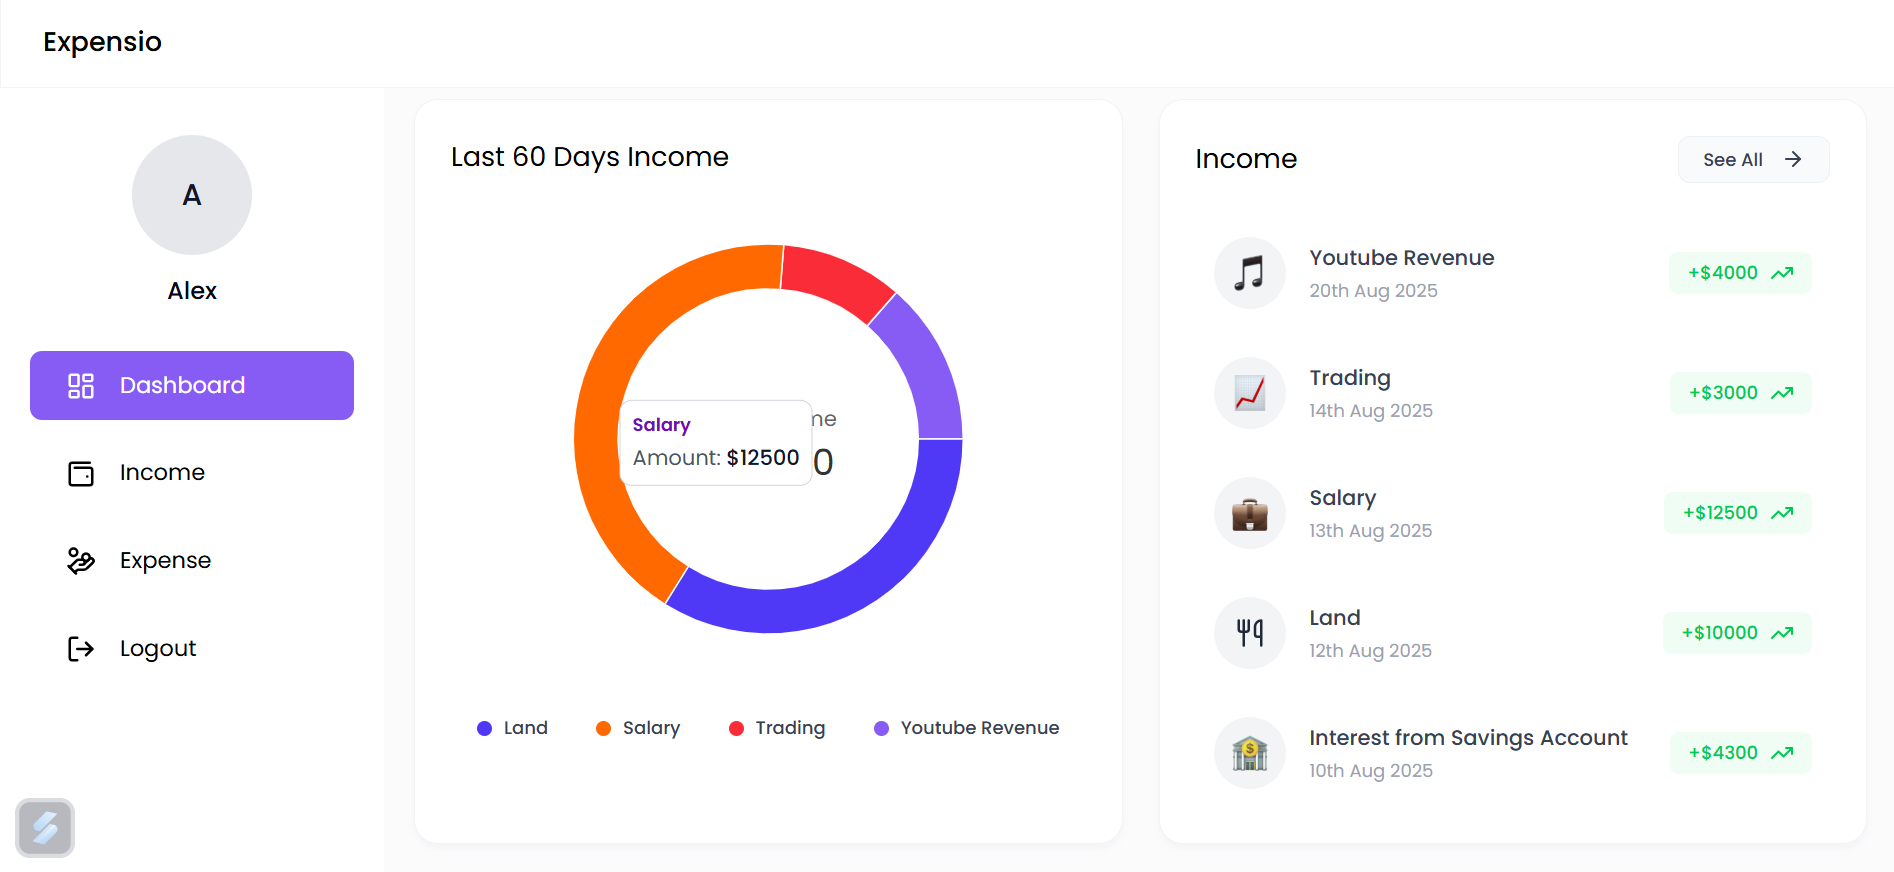 Expensio
A
Alex
Dashboard
Income
Expense
Logout
Last 60 Days Income
Salary
Amount: $12500
Land
Salary
Trading
Youtube Revenue
Income
See All
Youtube Revenue
20th Aug 2025
+$4000
Trading
14th Aug 2025
+$3000
Salary
13th Aug 2025
+$12500
Land
12th Aug 2025
+$10000
Interest from Savings Account
10th Aug 2025
+$4300